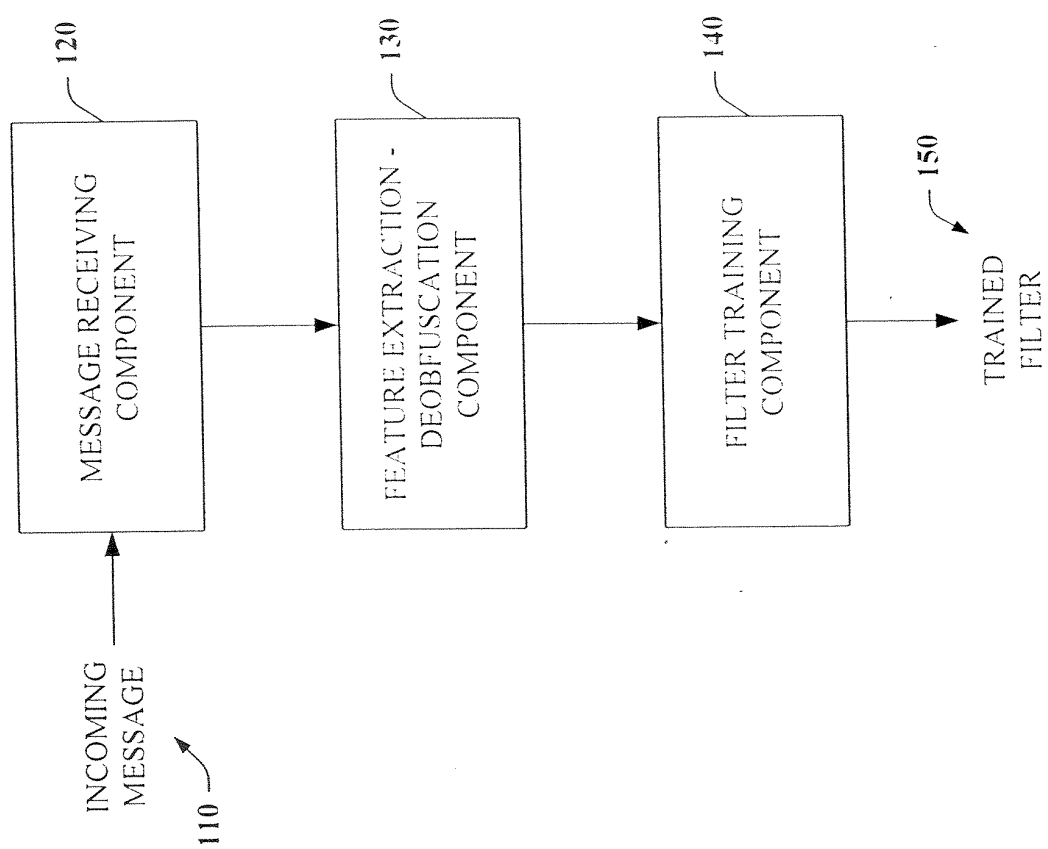 110
INCOMING
MESSAGE
120
MESSAGE RECEIVING
COMPONENT
130
FEATURE EXTRACTION -
DEOBFUSCATION
COMPONENT
140
FILTER TRAINING
COMPONENT
150
TRAINED
FILTER